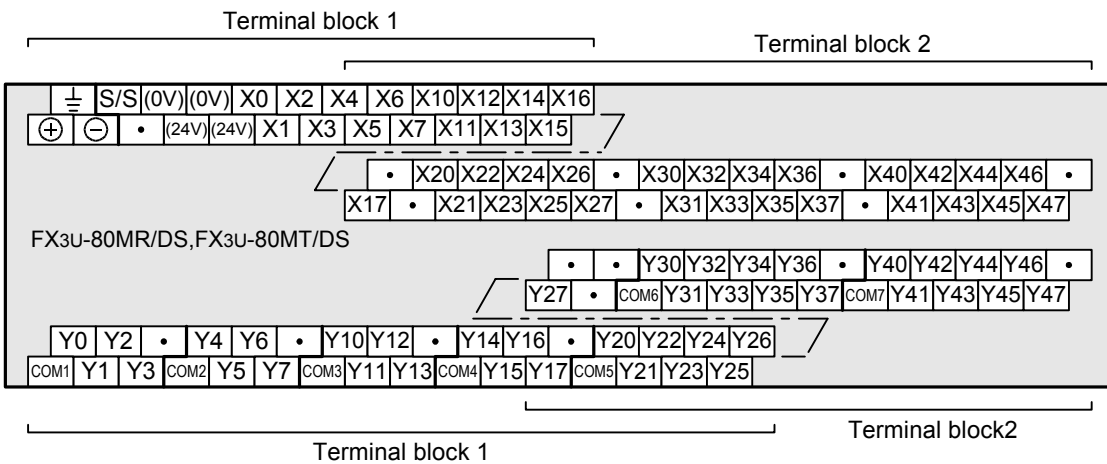 Terminal block 1
Terminal block 2
S/S (0V) (0V) X0 X2 X4 X6 X10 X12 X14 X16
⊕ ⊖ • (24V) (24V) X1 X3 X5 X7 X11 X13 X15
• X20 X22 X24 X26 • X30 X32 X34 X36 • X40 X42 X44 X46 •
X17 • X21 X23 X25 X27 • X31 X33 X35 X37 • X41 X43 X45 X47
FX3U-80MR/DS,FX3U-80MT/DS
• • Y30 Y32 Y34 Y36 • Y40 Y42 Y44 Y46 •
Y27 • COM6 Y31 Y33 Y35 Y37 COM7 Y41 Y43 Y45 Y47
Y0 Y2 • Y4 Y6 • Y10 Y12 • Y14 Y16 • Y20 Y22 Y24 Y26
COM1 Y1 Y3 COM2 Y5 Y7 COM3 Y11 Y13 COM4 Y15 Y17 COM5 Y21 Y23 Y25
Terminal block2
Terminal block 1